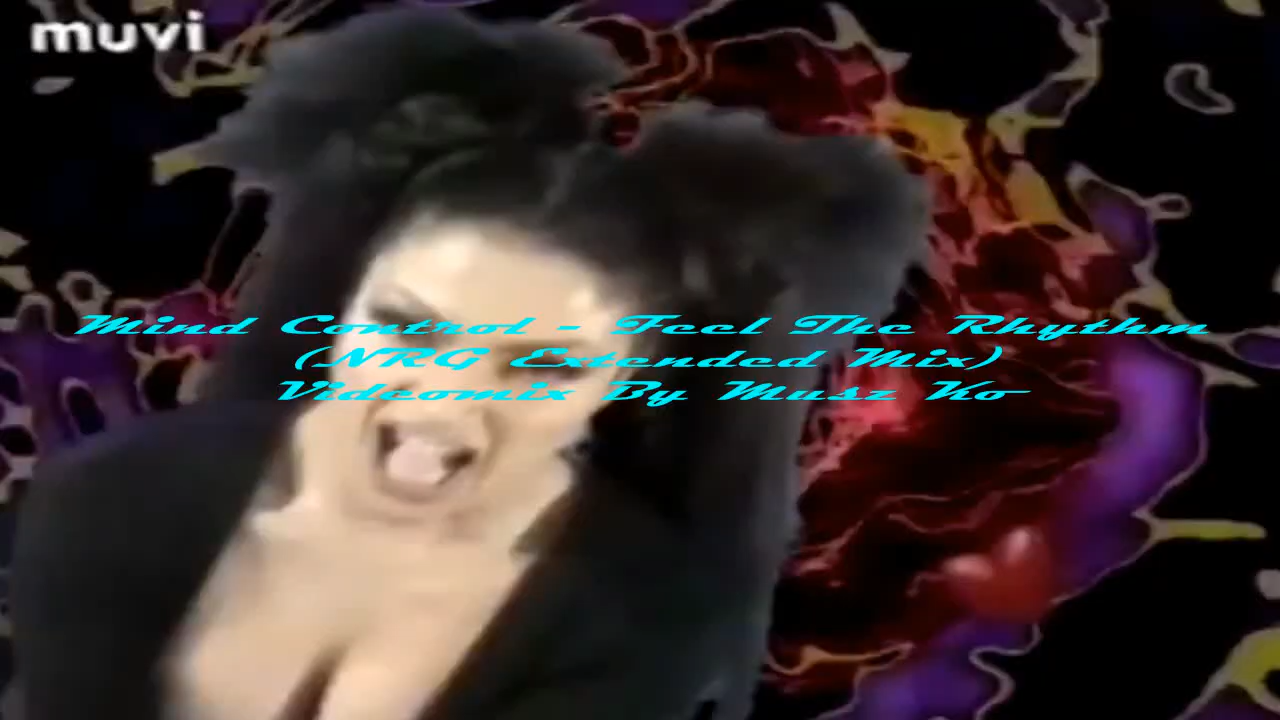 muvi
Mind Control - Feel The Rhythm
(NRG Extended Mix)
Videomix By Musz Ko